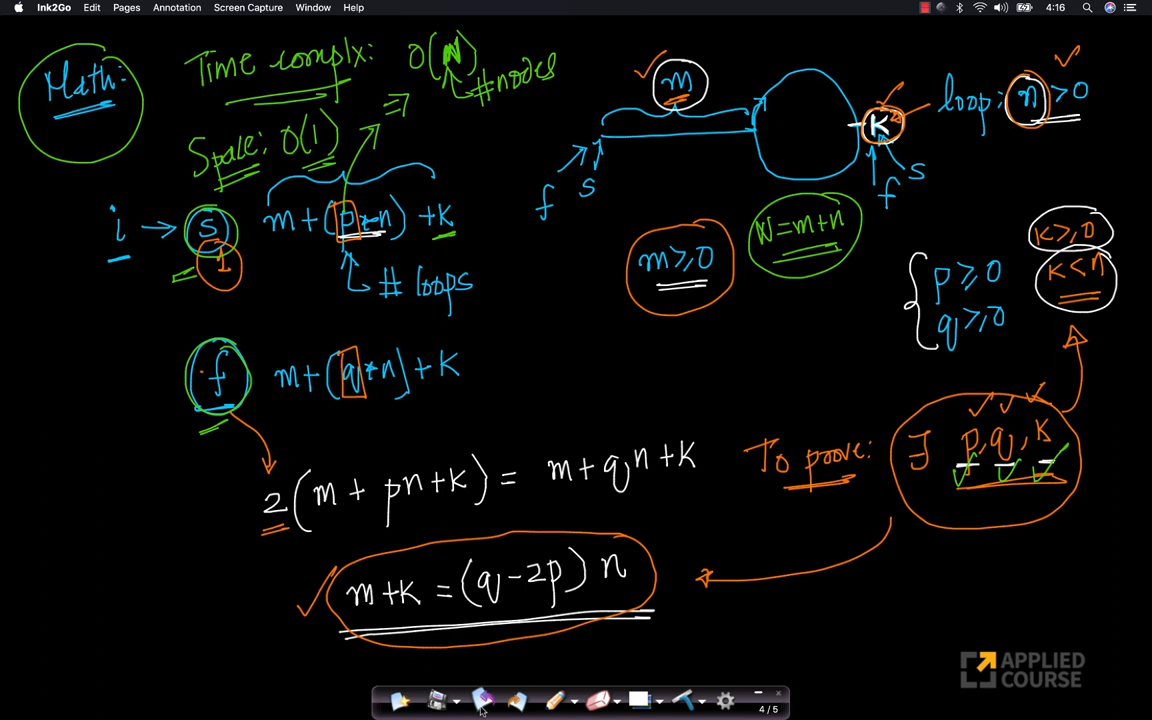 Ink2Go Edit Pages Annotation Screen Capture Window Help 4:16
Math:
Time complx: O(N)
#nodes
Space: O(1) =>
m
K
loop: n > 0
f s
f s
i → S m + (p * n) + K
1
# loops
N = m + n
m ≥ 0
K ≥ 0
K < n
p ≥ 0
q ≥ 0
f m + (q * n) + K
2(m + pn + K) = m + qn + K
To prove: ∃ p, q, K
m + K = (q - 2p) n
APPLIED
COURSE
4 / 5